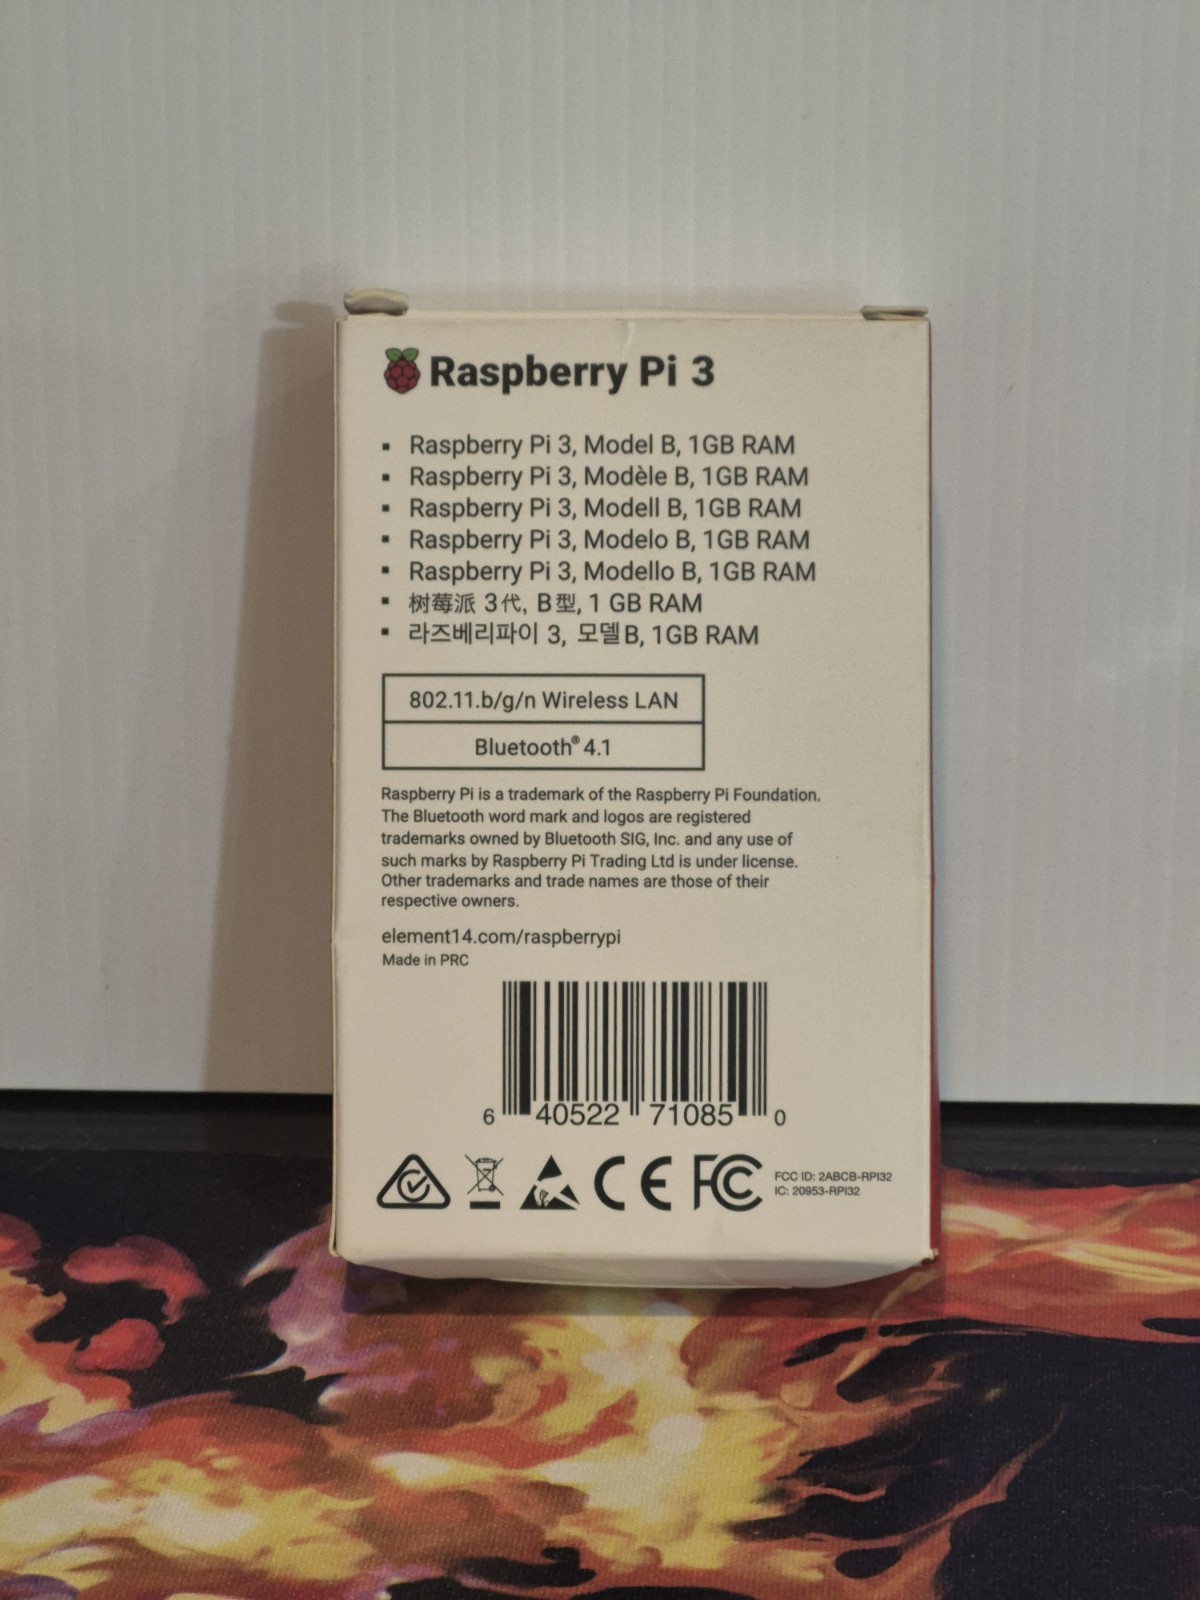 Raspberry Pi 3
▪ Raspberry Pi 3, Model B, 1GB RAM
▪ Raspberry Pi 3, Modèle B, 1GB RAM
▪ Raspberry Pi 3, Modell B, 1GB RAM
▪ Raspberry Pi 3, Modelo B, 1GB RAM
▪ Raspberry Pi 3, Modello B, 1GB RAM
▪ 树莓派 3代, B型, 1 GB RAM
▪ 라즈베리파이 3, 모델 B, 1GB RAM
802.11.b/g/n Wireless LAN
Bluetooth® 4.1
Raspberry Pi is a trademark of the Raspberry Pi Foundation.
The Bluetooth word mark and logos are registered
trademarks owned by Bluetooth SIG, Inc. and any use of
such marks by Raspberry Pi Trading Ltd is under license.
Other trademarks and trade names are those of their
respective owners.
element14.com/raspberrypi
Made in PRC
6 40522 71085 0
CE FC FCC ID: 2ABCB-RPI32
IC: 20953-RPI32